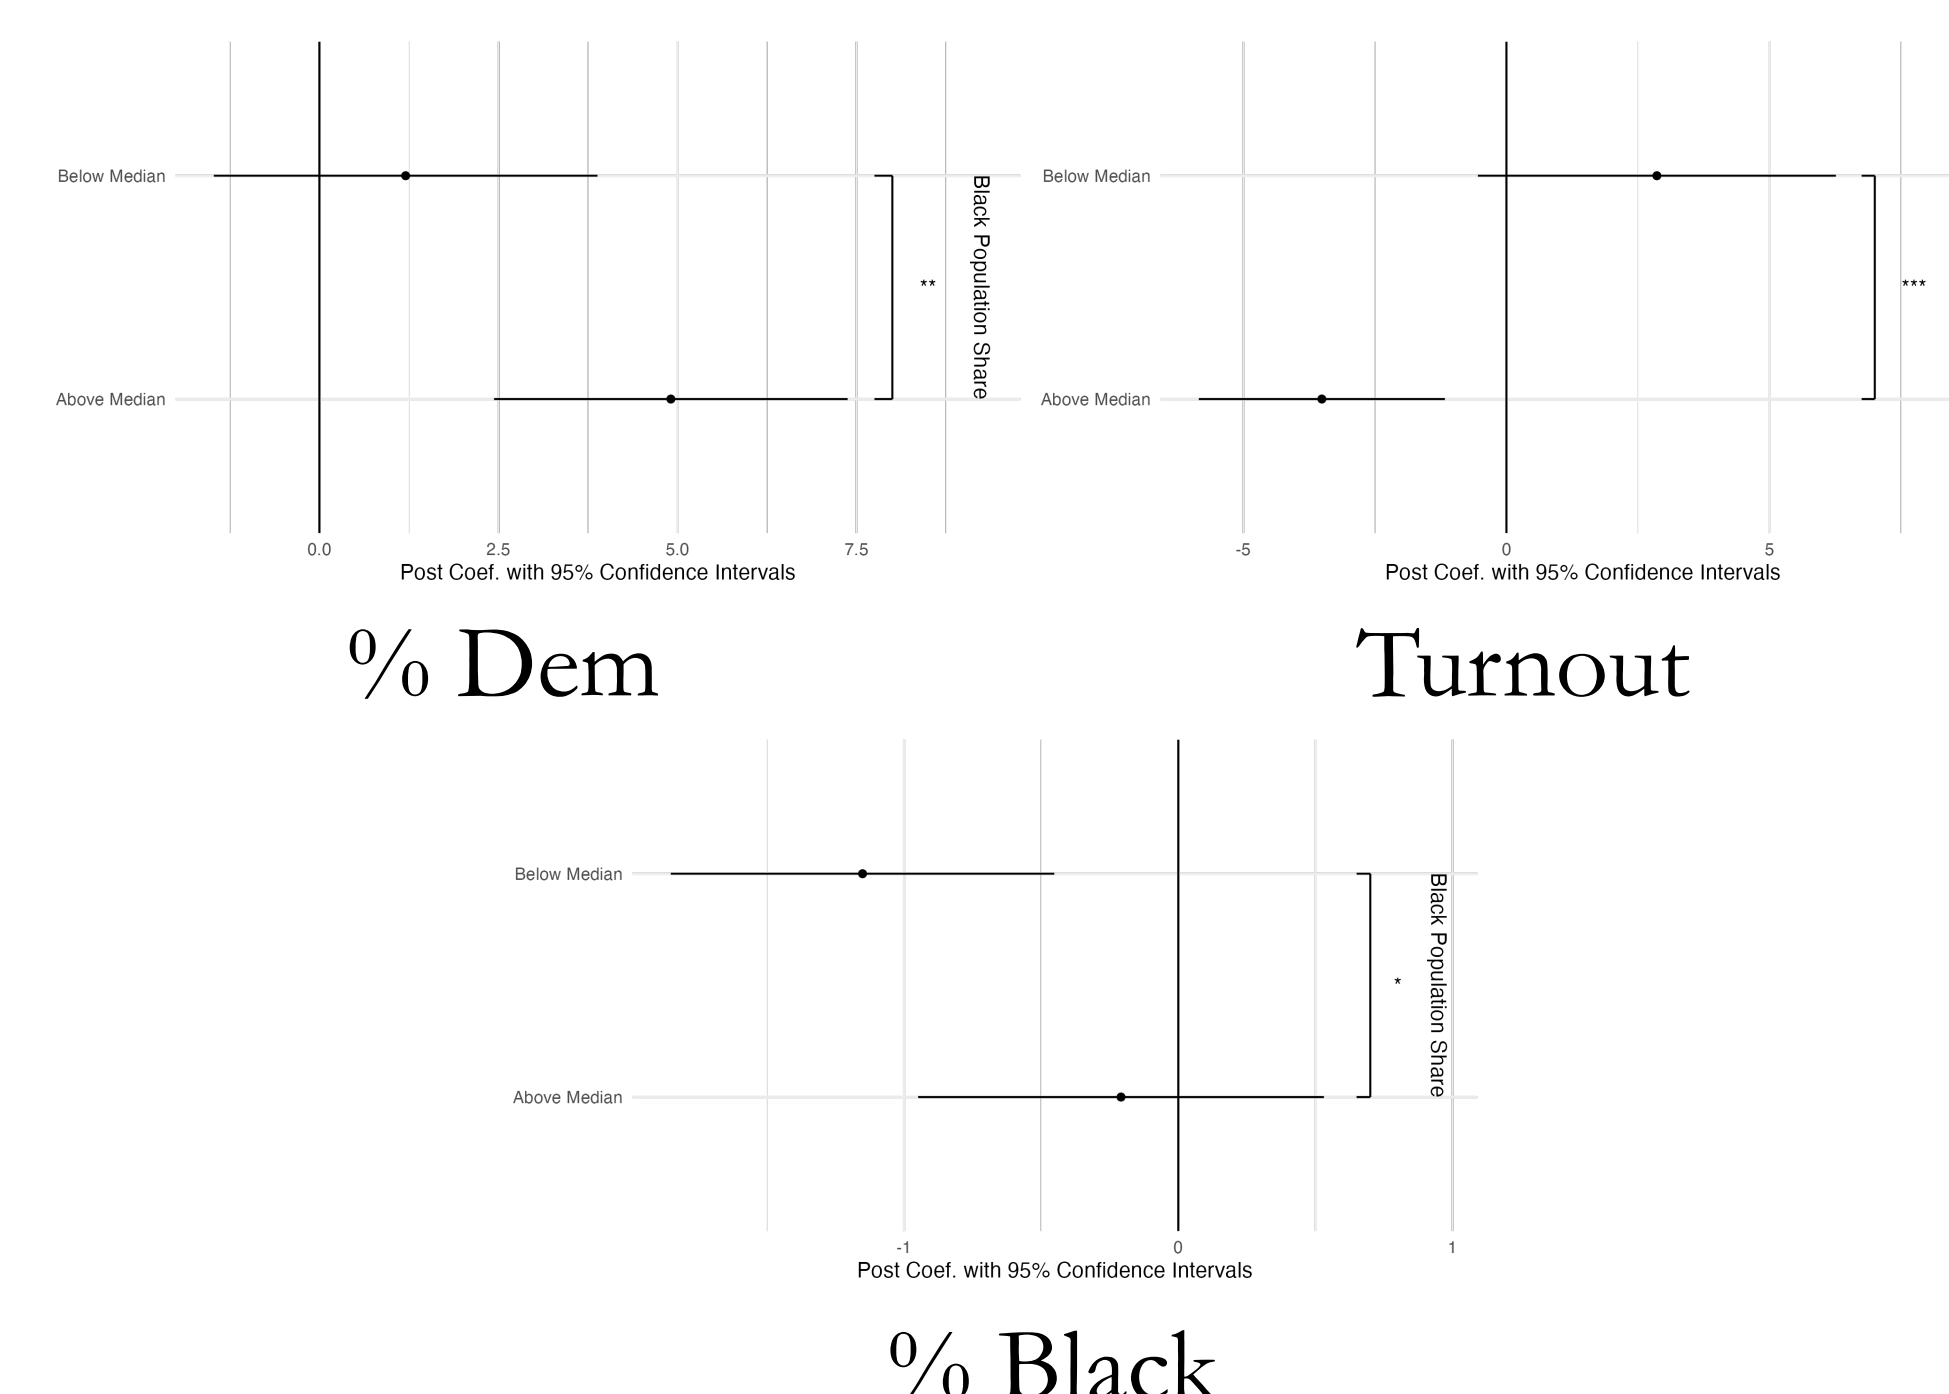 Below Median
**
Black Population Share
Above Median
0.0 2.5 5.0 7.5
Post Coef. with 95% Confidence Intervals
% Dem
Below Median
***
Above Median
-5 0 5
Post Coef. with 95% Confidence Intervals
Turnout
Below Median
*
Black Population Share
Above Median
-1 0 1
Post Coef. with 95% Confidence Intervals
% Black